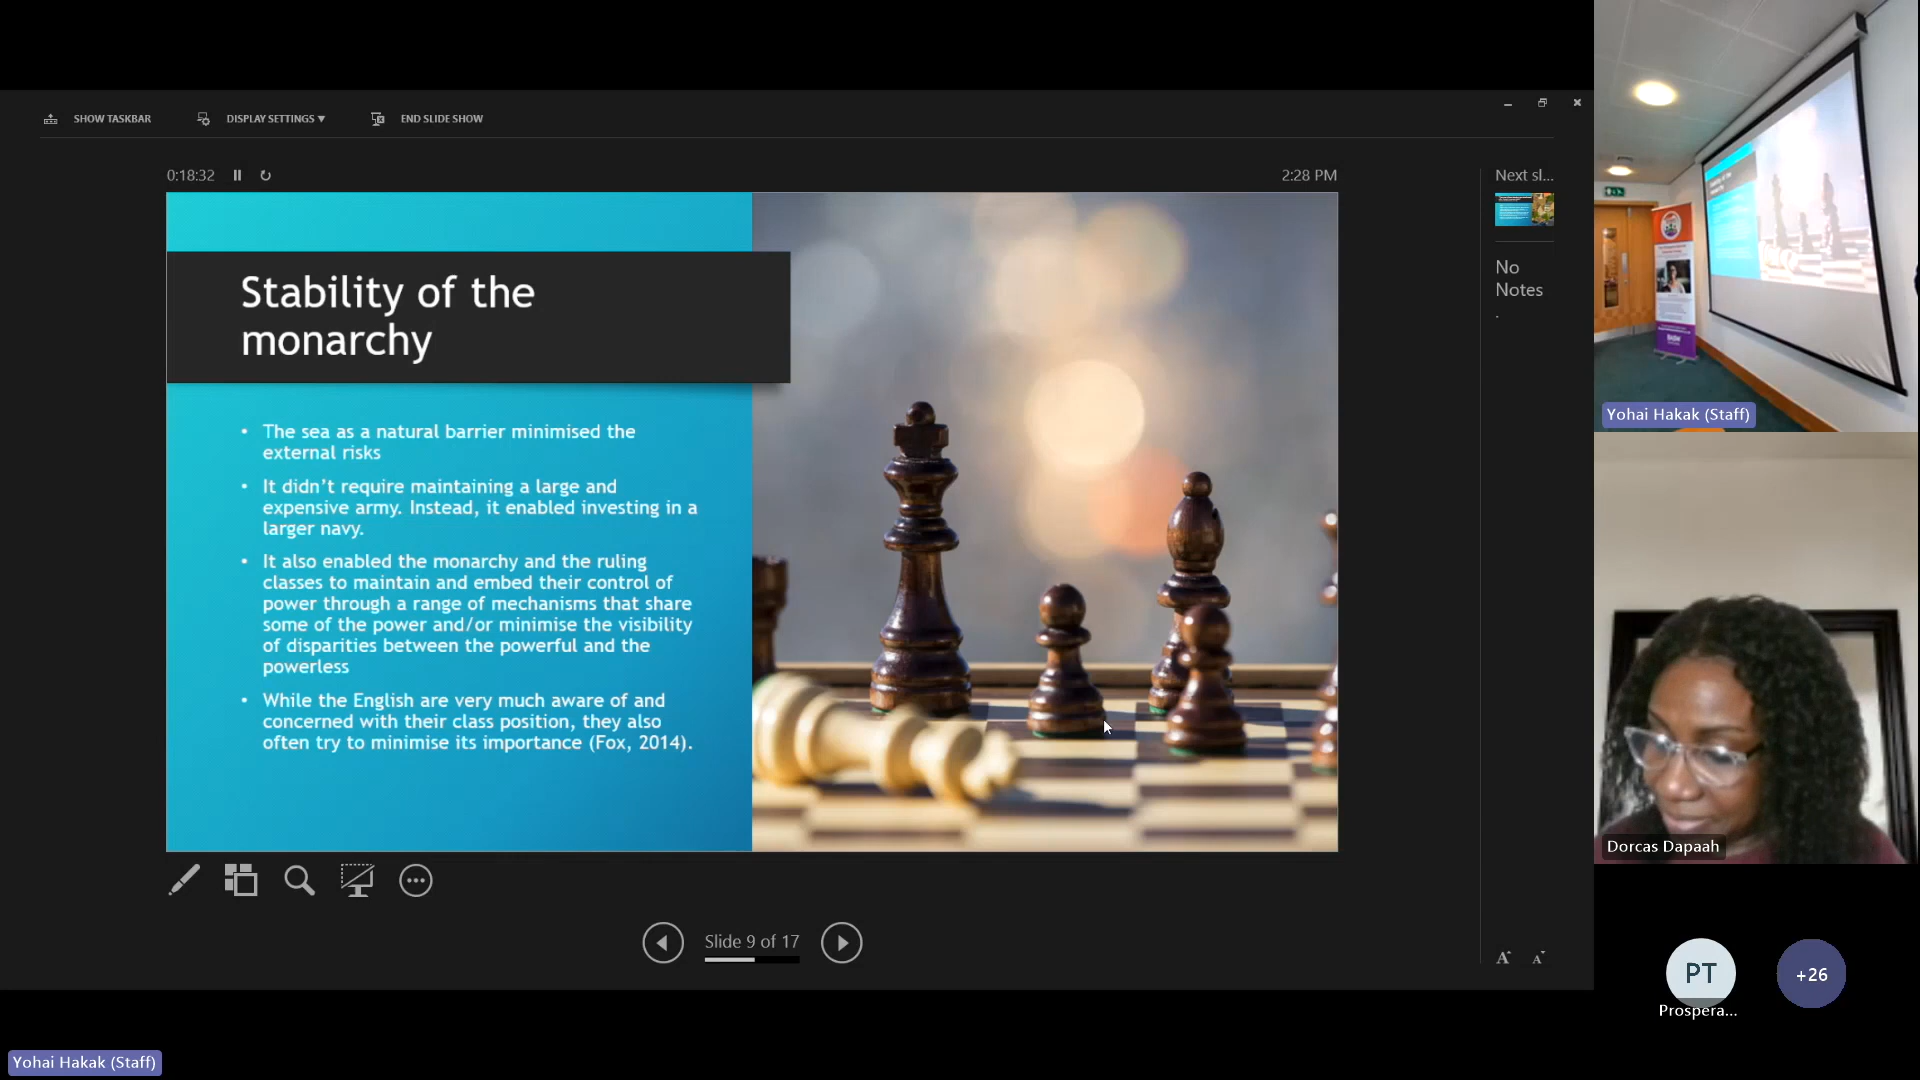 SHOW TASKBAR
DISPLAY SETTINGS ▾
END SLIDE SHOW
0:18:32
2:28 PM
Next sl...
Stability of the
monarchy
• The sea as a natural barrier minimised the
external risks
• It didn't require maintaining a large and
expensive army. Instead, it enabled investing in a
larger navy.
• It also enabled the monarchy and the ruling
classes to maintain and embed their control of
power through a range of mechanisms that share
some of the power and/or minimise the visibility
of disparities between the powerful and the
powerless
• While the English are very much aware of and
concerned with their class position, they also
often try to minimise its importance (Fox, 2014).
No
Notes
.
Slide 9 of 17
A A
Yohai Hakak (Staff)
Dorcas Dapaah
PT
Prospera...
+26
Yohai Hakak (Staff)